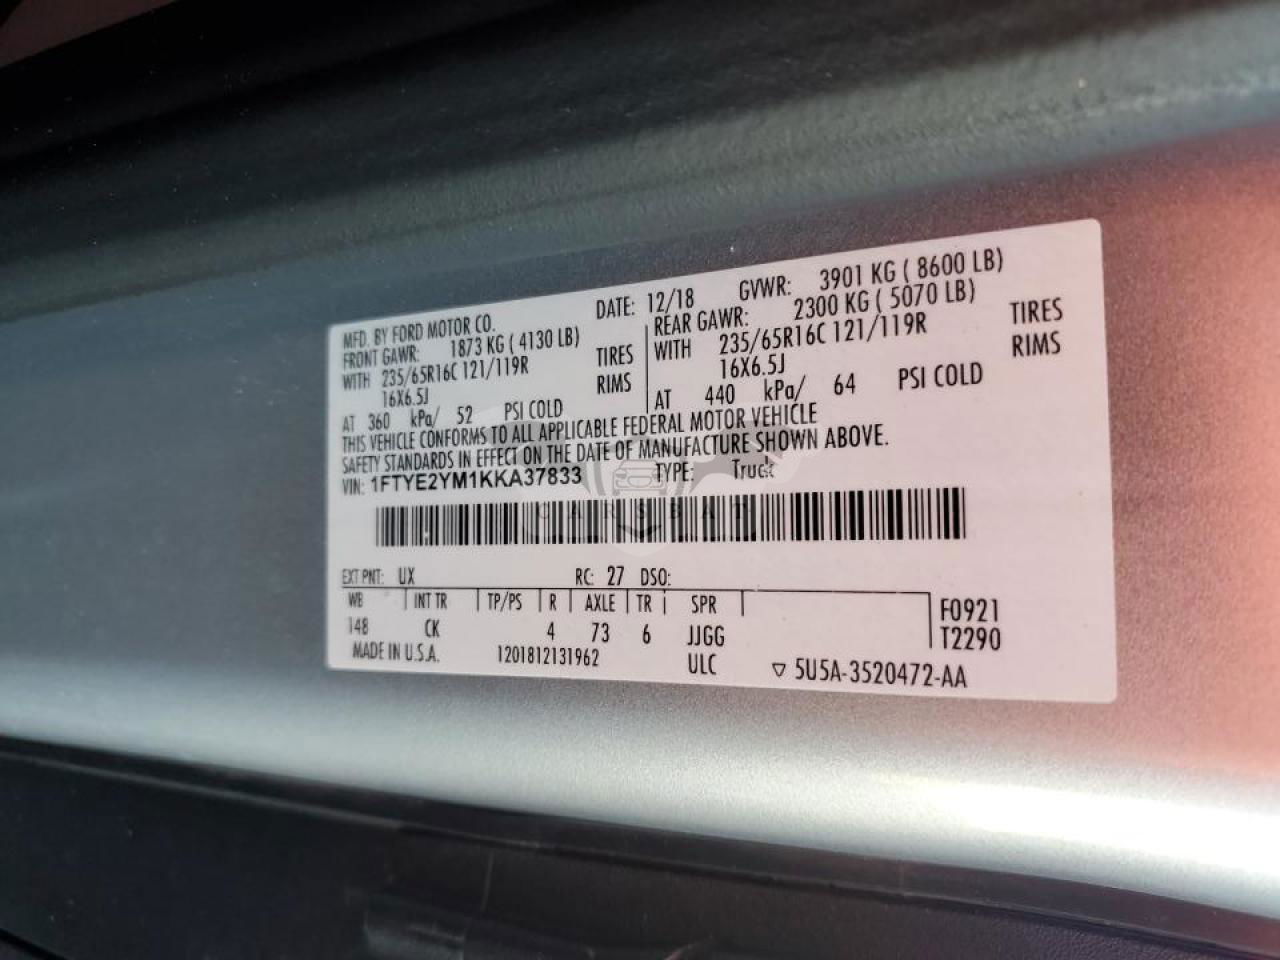 MFD. BY FORD MOTOR CO. DATE: 12/18 GVWR: 3901 KG ( 8600 LB)
FRONT GAWR: 1873 KG ( 4130 LB) REAR GAWR: 2300 KG ( 5070 LB)
WITH 235/65R16C 121/119R TIRES WITH 235/65R16C 121/119R TIRES
16X6.5J RIMS 16X6.5J RIMS
AT 360 kPa/ 52 PSI COLD AT 440 kPa/ 64 PSI COLD
THIS VEHICLE CONFORMS TO ALL APPLICABLE FEDERAL MOTOR VEHICLE
SAFETY STANDARDS IN EFFECT ON THE DATE OF MANUFACTURE SHOWN ABOVE.
VIN: 1FTYE2YM1KKA37833 TYPE: Truck
CARSBAT
EXT PNT: UX RC: 27 DSO:
WB INT TR TP/PS R AXLE TR SPR F0921
148 CK 4 73 6 JJGG T2290
MADE IN U.S.A. 1201812131962 ULC ▽ 5U5A-3520472-AA